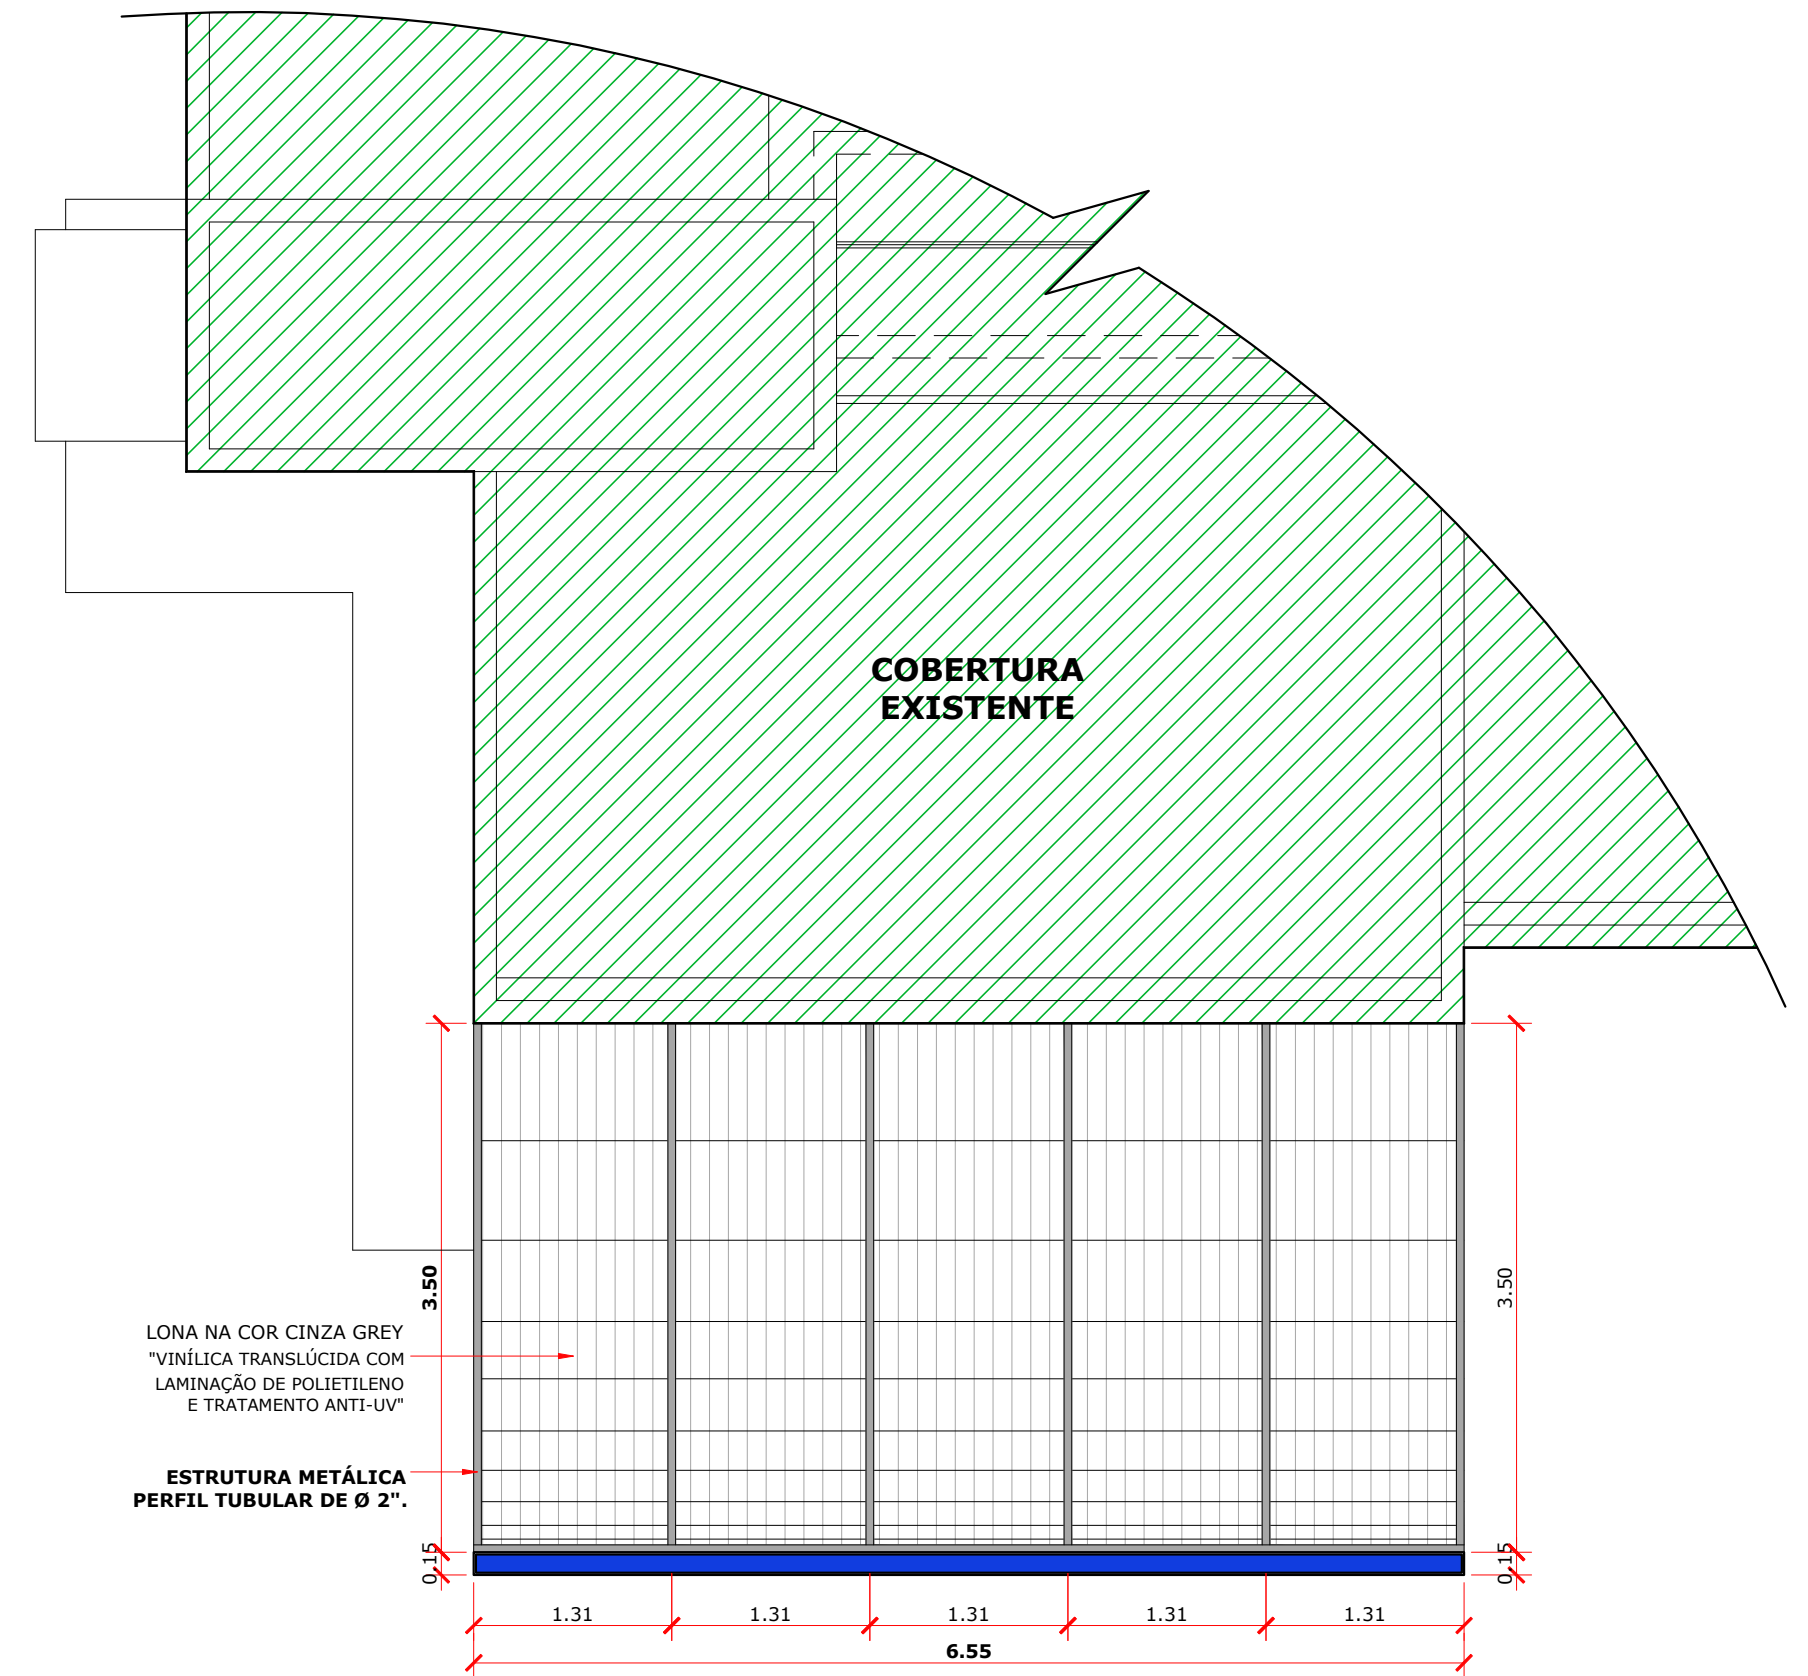 COBERTURA
EXISTENTE
3.50
3.50
LONA NA COR CINZA GREY
"VINÍLICA TRANSLÚCIDA COM
LAMINAÇÃO DE POLIETILENO
E TRATAMENTO ANTI-UV"
ESTRUTURA METÁLICA
PERFIL TUBULAR DE Ø 2".
0.15
0.15
1.31 1.31 1.31 1.31 1.31
6.55